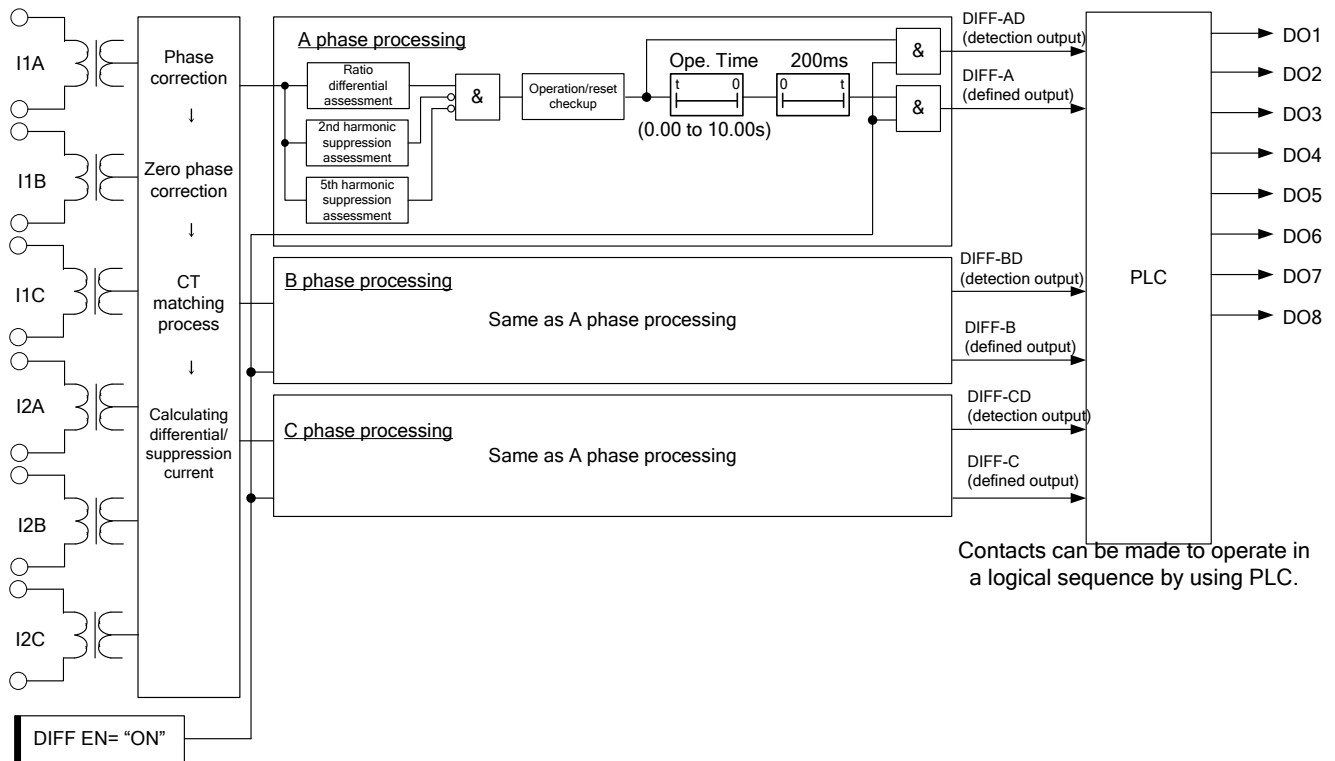 I1A
I1B
I1C
I2A
I2B
I2C
DIFF EN= “ON”
Phase
correction
↓
Zero phase
correction
↓
CT
matching
process
↓
Calculating
differential/
suppression
current
A phase processing
Ratio
differential
assessment
2nd harmonic
suppression
assessment
5th harmonic
suppression
assessment
&
Operation/reset
checkup
Ope. Time
t 0
(0.00 to 10.00s)
200ms
0 t
&
&
B phase processing
Same as A phase processing
C phase processing
Same as A phase processing
DIFF-AD
(detection output)
DIFF-A
(defined output)
DIFF-BD
(detection output)
DIFF-B
(defined output)
DIFF-CD
(detection output)
DIFF-C
(defined output)
PLC
DO1
DO2
DO3
DO4
DO5
DO6
DO7
DO8
Contacts can be made to operate in
a logical sequence by using PLC.